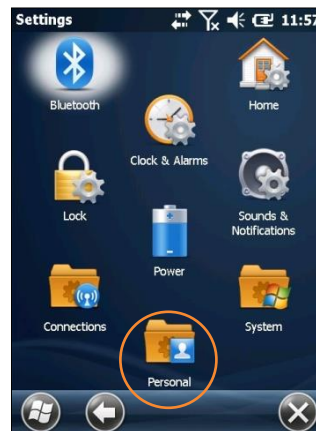 Settings 11:57
Bluetooth
Home
Clock & Alarms
Lock
Sounds &
Notifications
Power
Connections
System
Personal